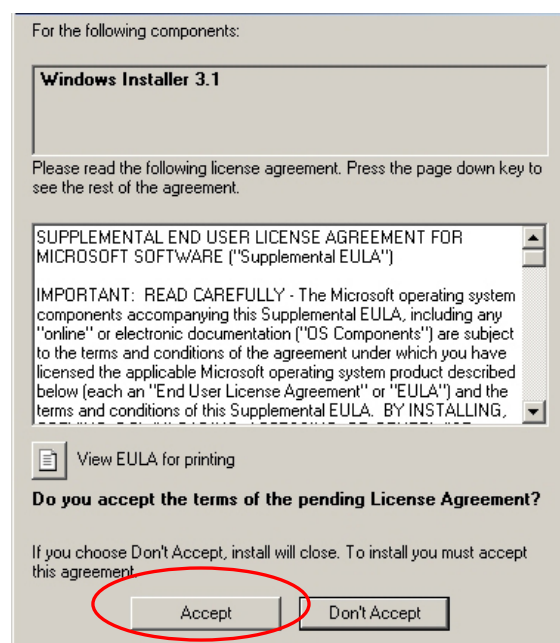 For the following components:
Windows Installer 3.1
Please read the following license agreement. Press the page down key to
see the rest of the agreement.
SUPPLEMENTAL END USER LICENSE AGREEMENT FOR
MICROSOFT SOFTWARE ("Supplemental EULA")
IMPORTANT: READ CAREFULLY - The Microsoft operating system
components accompanying this Supplemental EULA, including any
"online" or electronic documentation ("OS Components") are subject
to the terms and conditions of the agreement under which you have
licensed the applicable Microsoft operating system product described
below (each an "End User License Agreement" or "EULA") and the
terms and conditions of this Supplemental EULA. BY INSTALLING,
View EULA for printing
Do you accept the terms of the pending License Agreement?
If you choose Don't Accept, install will close. To install you must accept
this agreement.
Accept
Don't Accept